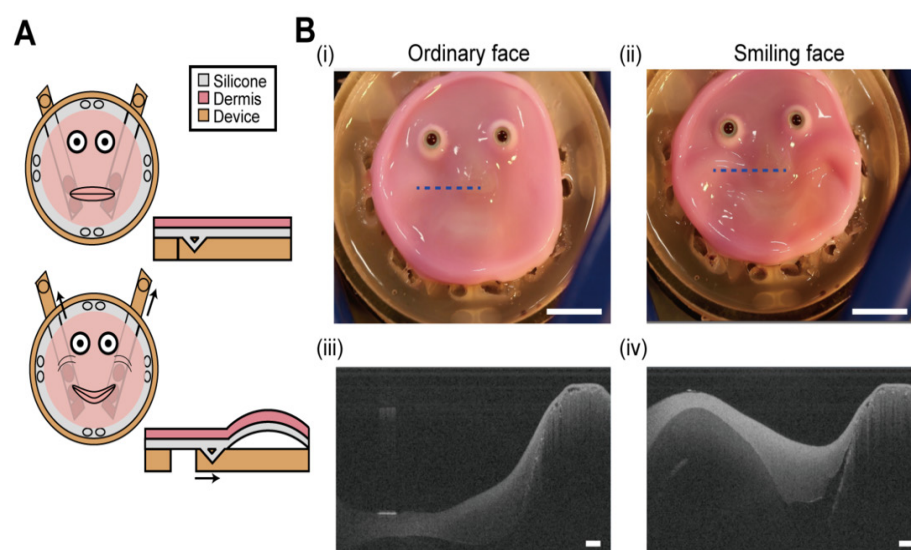 A
Silicone
Dermis
Device
B
(i)
Ordinary face
(ii)
Smiling face
(iii)
(iv)